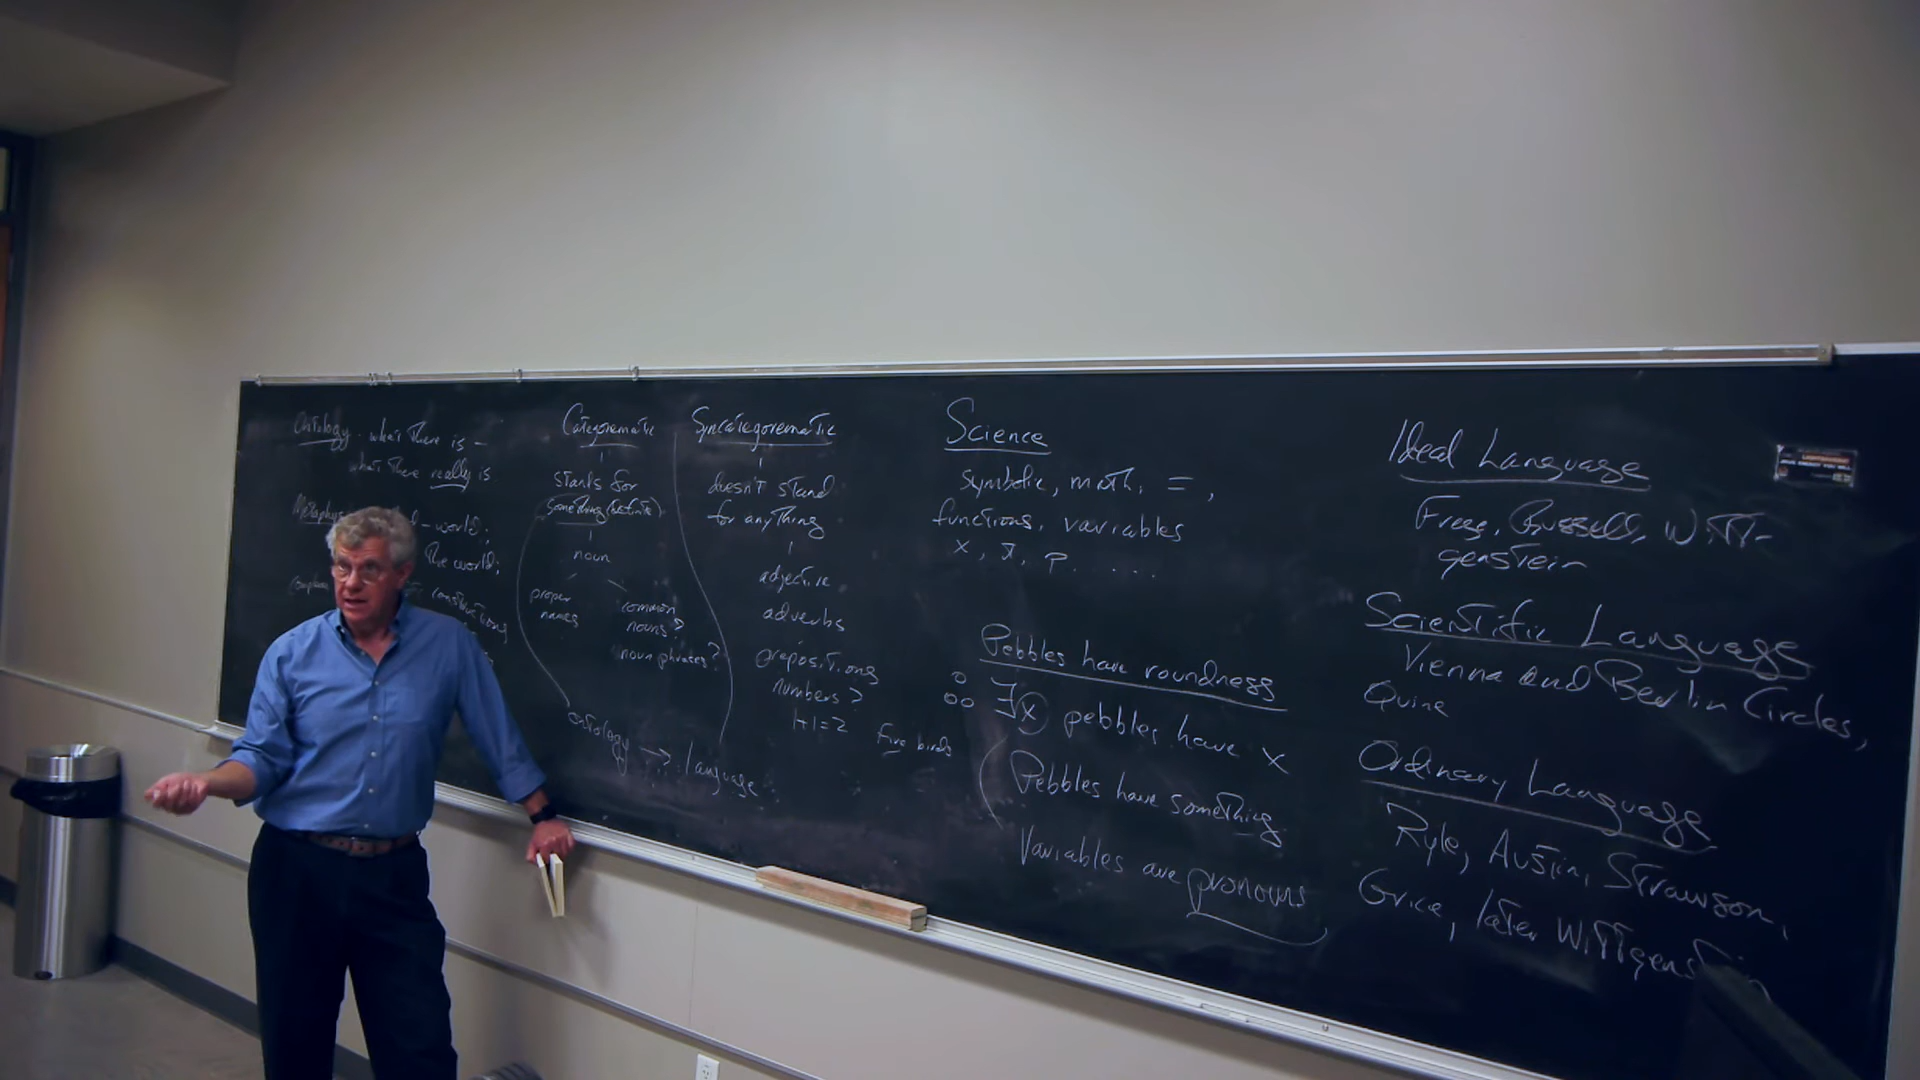 Ontology - what there is -
what there really is
- world;
the world;
constructions
Categorematic
stands for
something (definite)
noun
proper
names
common
nouns?
noun phrases?
ontology → language
Syncategorematic
doesn't stand
for anything
adjective
adverbs
prepositions
numbers?
1+1=2
Five birds
Science
symbolic, math, = ,
functions, variables
Pebbles have roundness
∃x pebbles have x
Pebbles have something
Variables are pronouns
Ideal Language
Frege, Russell, Witt-
genstein
Scientific Language
Vienna and Berlin Circles,
Quine
Ordinary Language
Ryle, Austin, Strawson,
Grice, later Wittgenstein